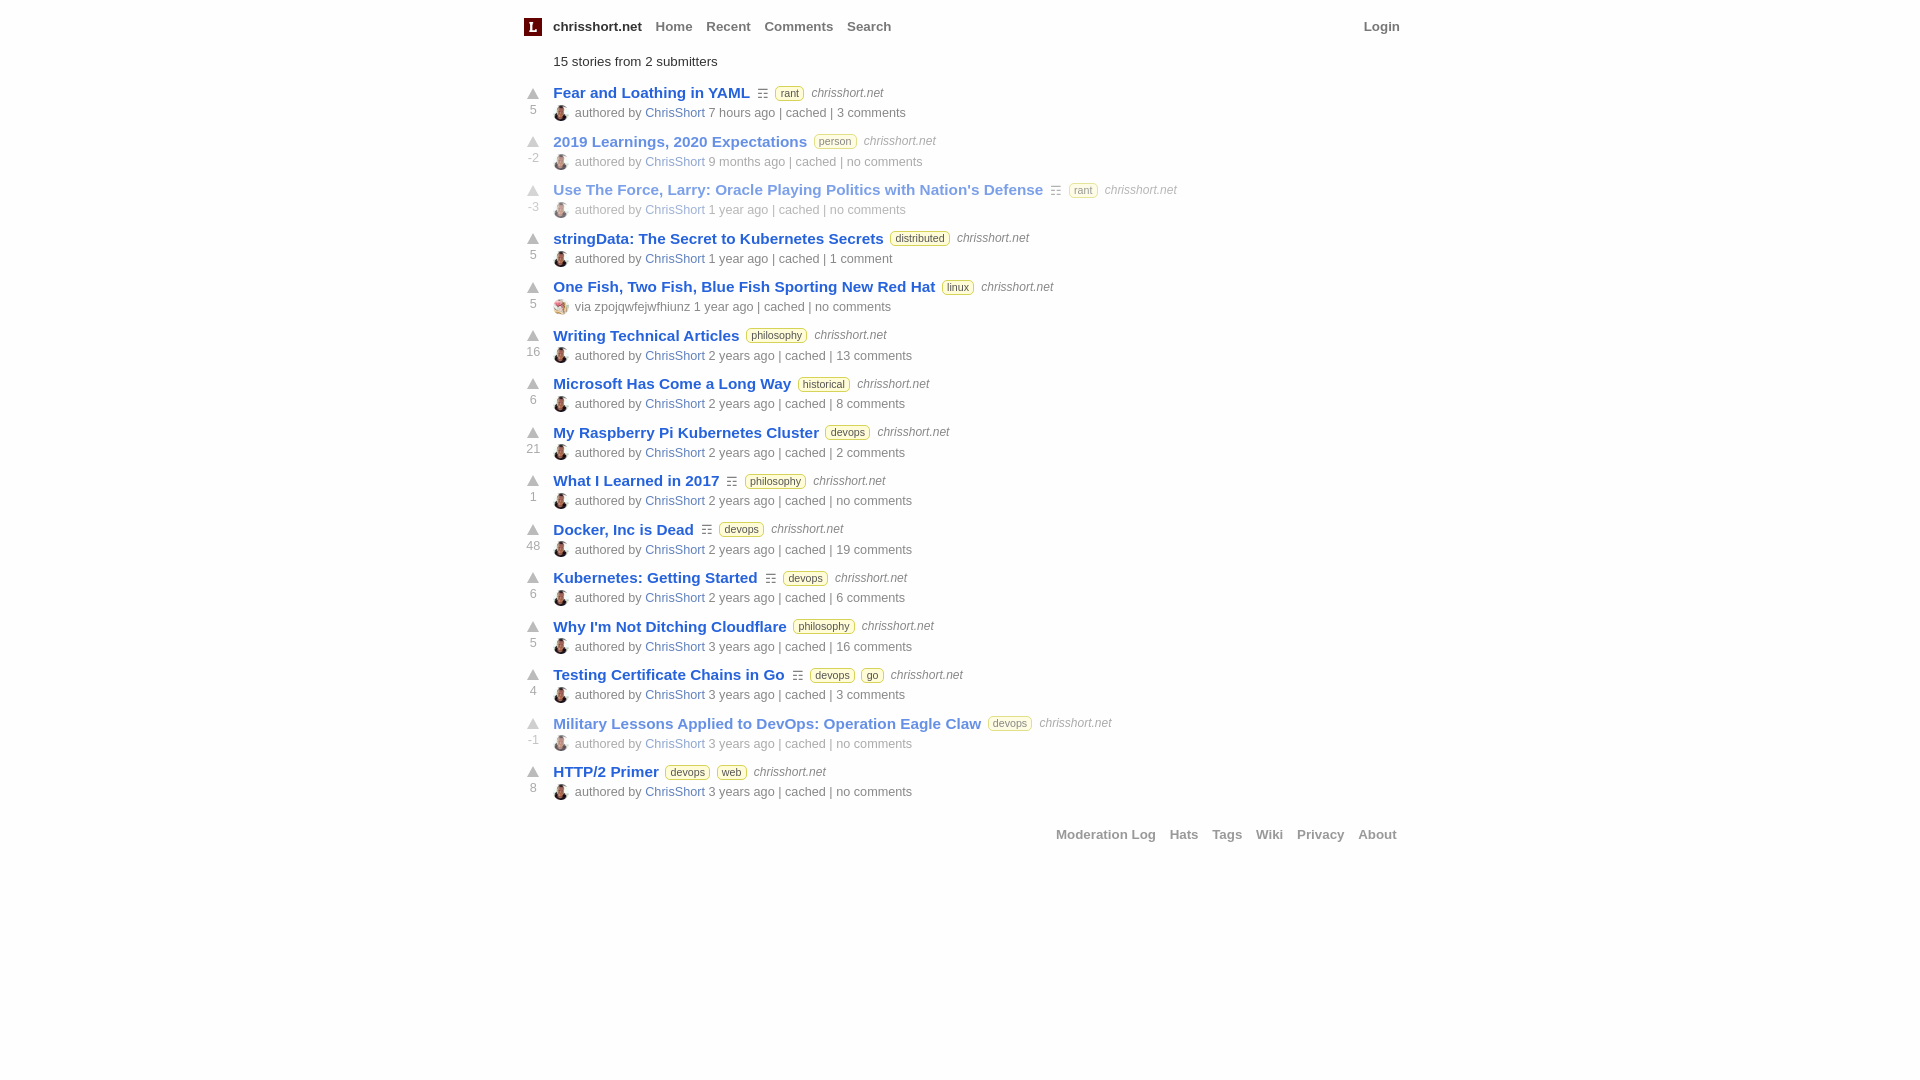 L chrisshort.net Home Recent Comments Search Login
15 stories from 2 submitters
Fear and Loathing in YAML ☶ rant chrisshort.net
5 authored by ChrisShort 7 hours ago | cached | 3 comments
2019 Learnings, 2020 Expectations person chrisshort.net
-2 authored by ChrisShort 9 months ago | cached | no comments
Use The Force, Larry: Oracle Playing Politics with Nation's Defense ☶ rant chrisshort.net
-3 authored by ChrisShort 1 year ago | cached | no comments
stringData: The Secret to Kubernetes Secrets distributed chrisshort.net
5 authored by ChrisShort 1 year ago | cached | 1 comment
One Fish, Two Fish, Blue Fish Sporting New Red Hat linux chrisshort.net
5 via zpojqwfejwfhiunz 1 year ago | cached | no comments
Writing Technical Articles philosophy chrisshort.net
16 authored by ChrisShort 2 years ago | cached | 13 comments
Microsoft Has Come a Long Way historical chrisshort.net
6 authored by ChrisShort 2 years ago | cached | 8 comments
My Raspberry Pi Kubernetes Cluster devops chrisshort.net
21 authored by ChrisShort 2 years ago | cached | 2 comments
What I Learned in 2017 ☶ philosophy chrisshort.net
1 authored by ChrisShort 2 years ago | cached | no comments
Docker, Inc is Dead ☶ devops chrisshort.net
48 authored by ChrisShort 2 years ago | cached | 19 comments
Kubernetes: Getting Started ☶ devops chrisshort.net
6 authored by ChrisShort 2 years ago | cached | 6 comments
Why I'm Not Ditching Cloudflare philosophy chrisshort.net
5 authored by ChrisShort 3 years ago | cached | 16 comments
Testing Certificate Chains in Go ☶ devops go chrisshort.net
4 authored by ChrisShort 3 years ago | cached | 3 comments
Military Lessons Applied to DevOps: Operation Eagle Claw devops chrisshort.net
-1 authored by ChrisShort 3 years ago | cached | no comments
HTTP/2 Primer devops web chrisshort.net
8 authored by ChrisShort 3 years ago | cached | no comments
Moderation Log Hats Tags Wiki Privacy About